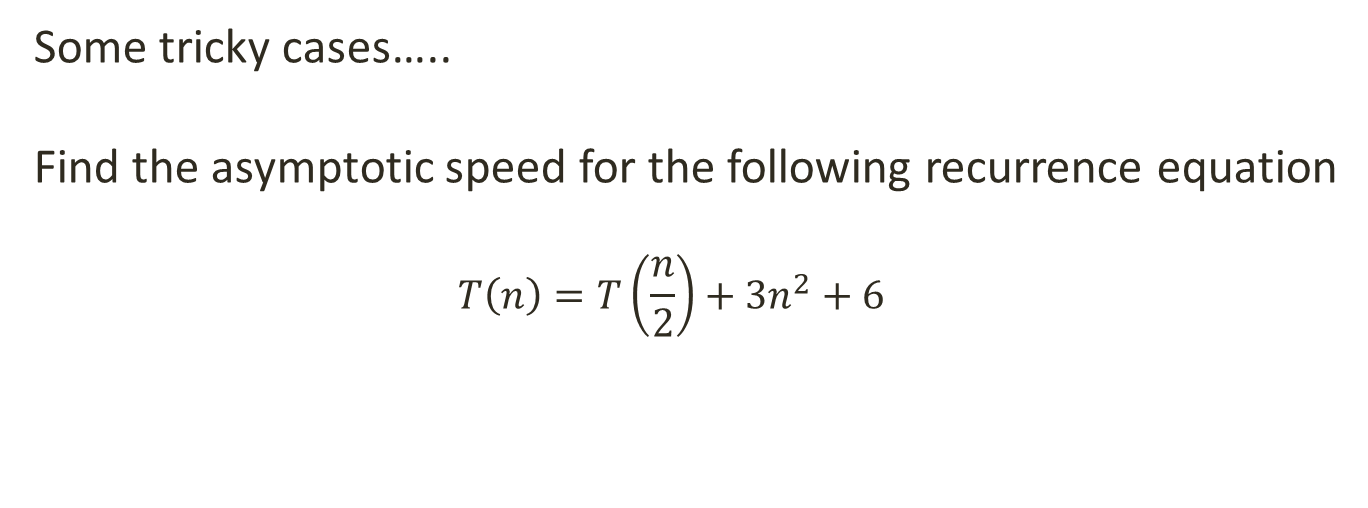 Some tricky cases…..
Find the asymptotic speed for the following recurrence equation
T(n) = T(n/2) + 3n² + 6